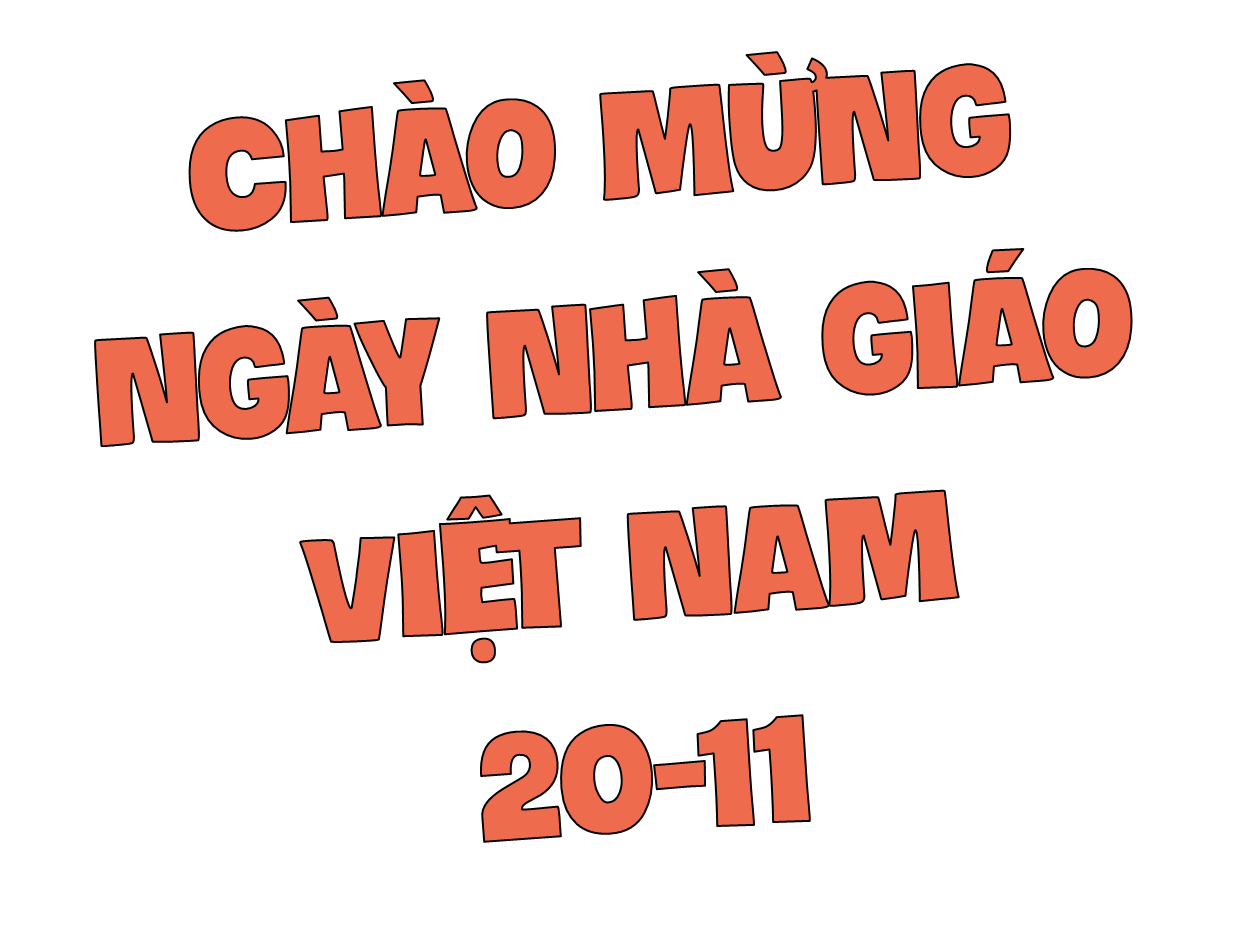 CHÀO MỪNG
NGÀY NHÀ GIÁO
VIỆT NAM
20-11